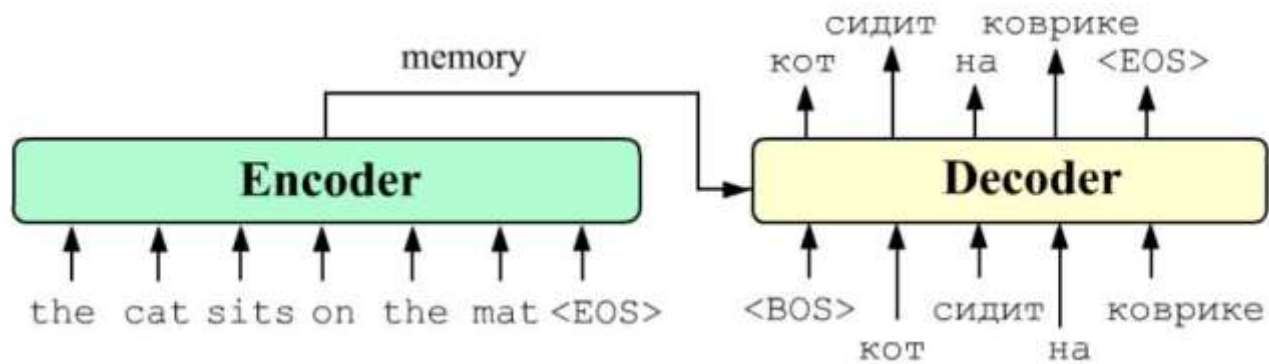 сидит коврике
memory кот на <EOS>
Encoder Decoder
the cat sits on the mat <EOS> <BOS> сидит коврике
кот на